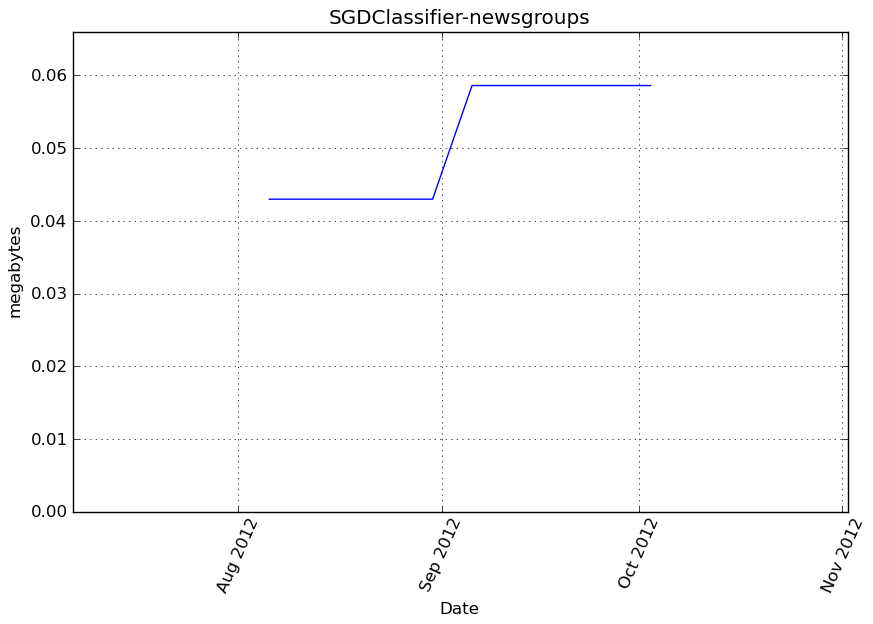 SGDClassifier-newsgroups
0.06
0.05
0.04
0.03
0.02
0.01
0.00
megabytes
Aug 2012
Sep 2012
Oct 2012
Nov 2012
Date